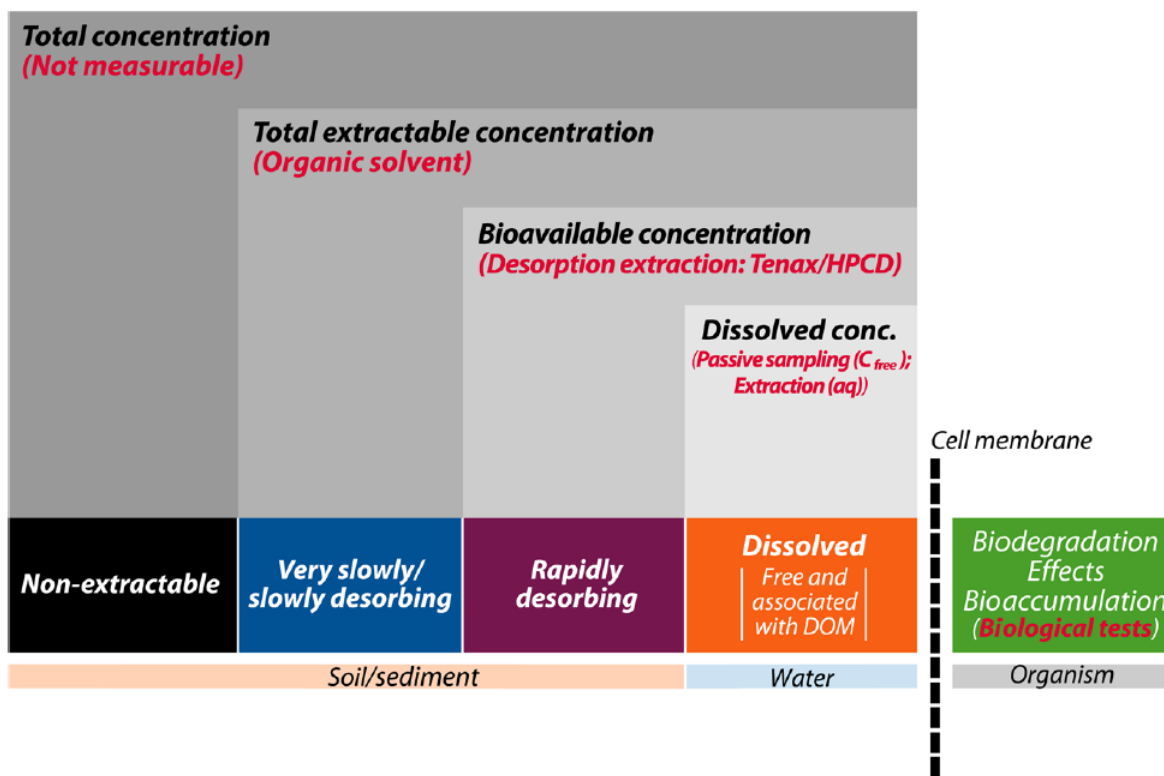 Total concentration
(Not measurable)
Total extractable concentration
(Organic solvent)
Bioavailable concentration
(Desorption extraction: Tenax/HPCD)
Dissolved conc.
(Passive sampling (C free);
Extraction (aq))
Cell membrane
Non-extractable
Very slowly/
slowly desorbing
Rapidly
desorbing
Dissolved
Free and
associated
with DOM
Biodegradation
Effects
Bioaccumulation
(Biological tests)
Soil/sediment
Water
Organism